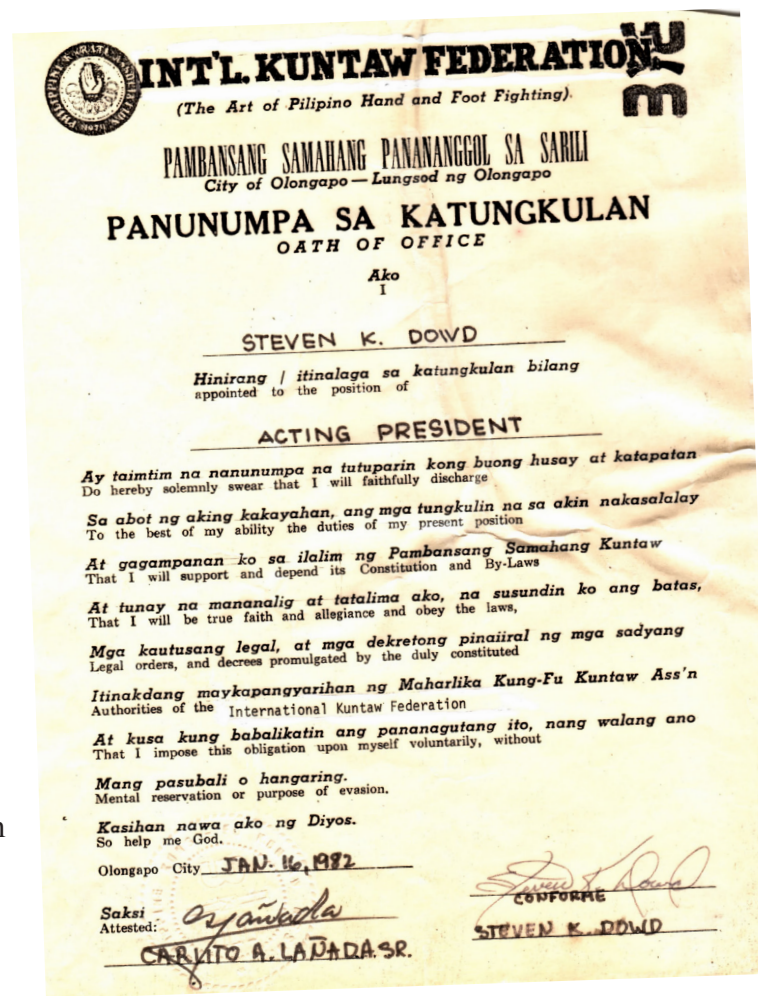 PHILIPPINE KARATE ASSOCIATION
INT'L. KUNTAW FEDERATION
(The Art of Pilipino Hand and Foot Fighting)
PAMBANSANG SAMAHANG PANANANGGOL SA SARILI
City of Olongapo — Lungsod ng Olongapo
PANUNUMPA SA KATUNGKULAN
OATH OF OFFICE
Ako
I
STEVEN K. DOWD
Hinirang / itinalaga sa katungkulan bilang
appointed to the position of
ACTING PRESIDENT
Ay taimtim na nanunumpa na tutuparin kong buong husay at katapatan
Do hereby solemnly swear that I will faithfully discharge
Sa abot ng aking kakayahan, ang mga tungkulin na sa akin nakasalalay
To the best of my ability the duties of my present position
At gagampanan ko sa ilalim ng Pambansang Samahang Kuntaw
That I will support and depend its Constitution and By-Laws
At tunay na mananalig at tatalima ako, na susundin ko ang batas,
That I will be true faith and allegiance and obey the laws,
Mga kautusang legal, at mga dekretong pinaiiral ng mga sadyang
Legal orders, and decrees promulgated by the duly constituted
Itinakdang maykapangyarihan ng Maharlika Kung-Fu Kuntaw Ass'n
Authorities of the International Kuntaw Federation
At kusa kung babalikatin ang pananagutang ito, nang walang ano
That I impose this obligation upon myself voluntarily, without
Mang pasubali o hangaring.
Mental reservation or purpose of evasion.
Kasihan nawa ako ng Diyos.
So help me God.
Olongapo City JAN. 16, 1982
Steven K. Dowd
CONFORME
Saksi
Attested:
STEVEN K. DOWD
CARLITO A. LAÑADA. SR.